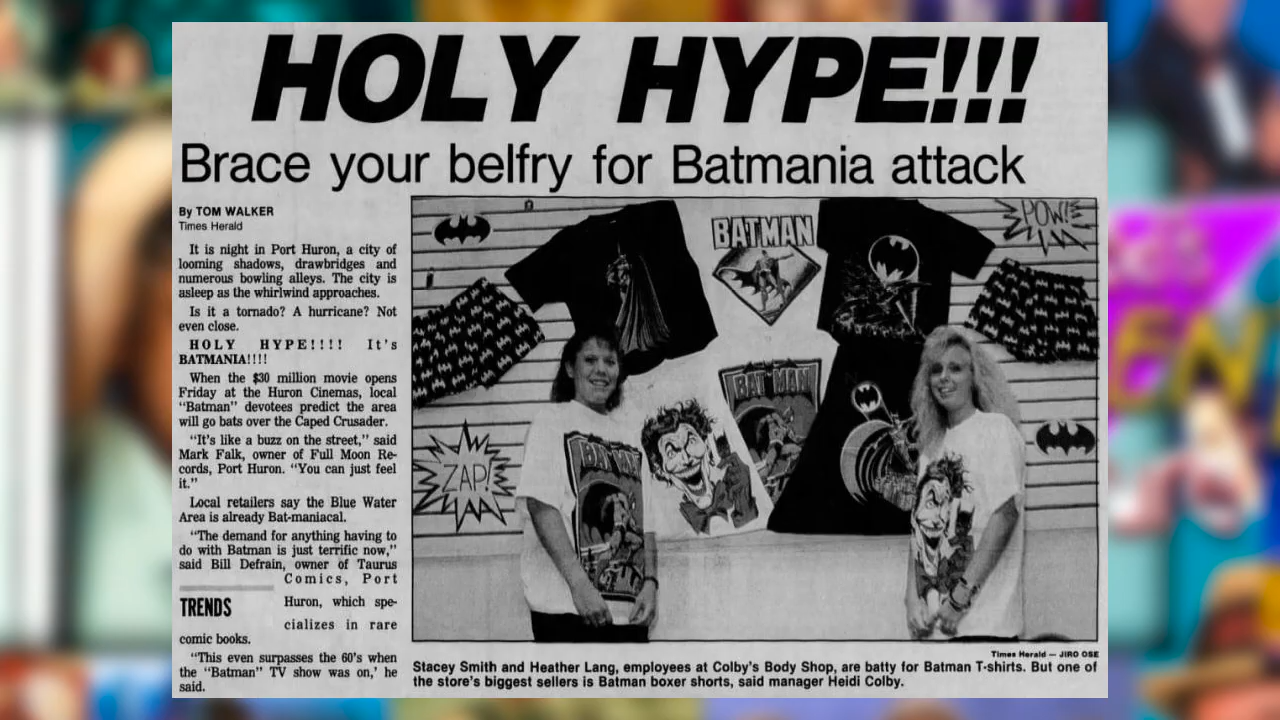 HOLY HYPE!!!
Brace your belfry for Batmania attack
By TOM WALKER
Times Herald
It is night in Port Huron, a city of
looming shadows, drawbridges and
numerous bowling alleys. The city is
asleep as the whirlwind approaches.
Is it a tornado? A hurricane? Not
even close.
HOLY HYPE!!!! It's
BATMANIA!!!!
When the $30 million movie opens
Friday at the Huron Cinemas, local
"Batman" devotees predict the area
will go bats over the Caped Crusader.
"It's like a buzz on the street," said
Mark Falk, owner of Full Moon Re-
cords, Port Huron. "You can just feel
it."
Local retailers say the Blue Water
Area is already Bat-maniacal.
"The demand for anything having to
do with Batman is just terrific now,"
said Bill Defrain, owner of Taurus
Comics, Port
TRENDS
Huron, which spe-
cializes in rare
comic books.
"This even surpasses the 60's when
the "Batman" TV show was on,' he
said.
BATMAN
POW!
BATMAN
ZAP!
BATMAN
Times Herald — JIRO OSE
Stacey Smith and Heather Lang, employees at Colby's Body Shop, are batty for Batman T-shirts. But one of
the store's biggest sellers is Batman boxer shorts, said manager Heidi Colby.